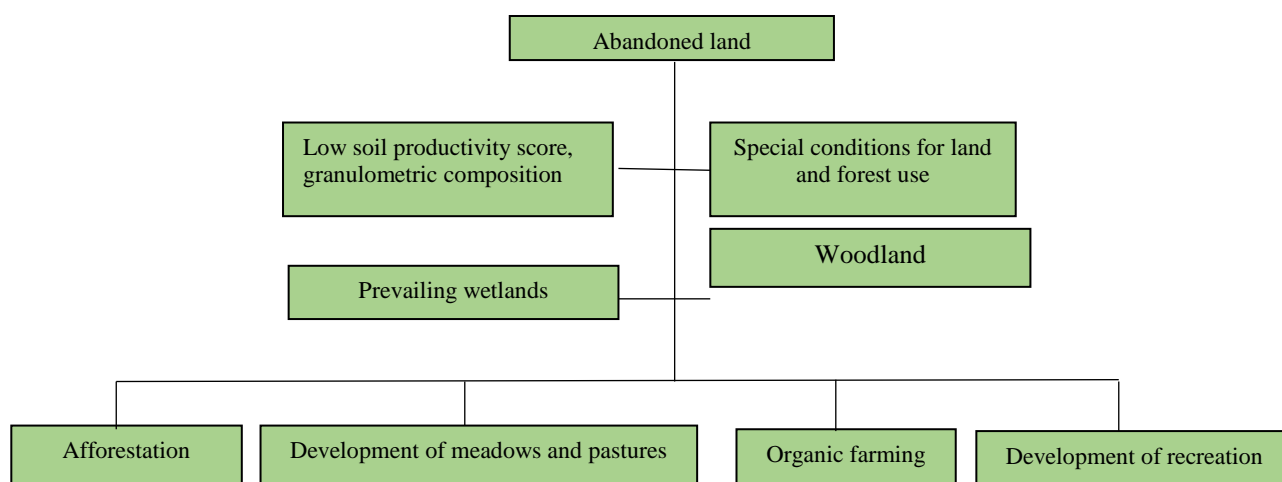 Abandoned land
Low soil productivity score,
granulometric composition
Special conditions for land
and forest use
Woodland
Prevailing wetlands
Afforestation
Development of meadows and pastures
Organic farming
Development of recreation